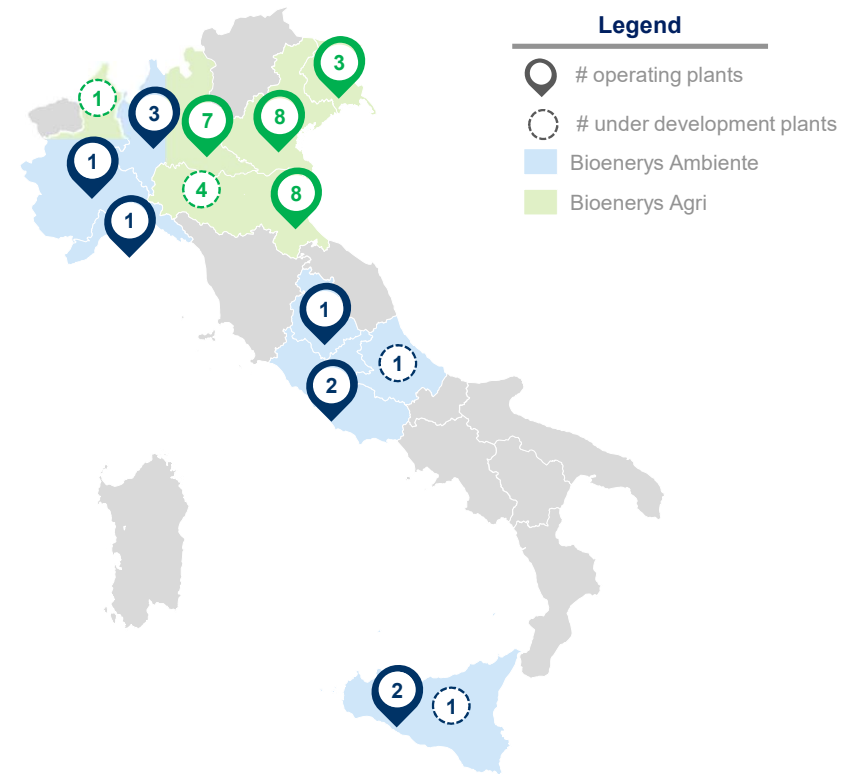 Legend
# operating plants
# under development plants
Bioenerys Ambiente
Bioenerys Agri
3
1
3
7
8
1
4
8
1
1
1
2
2
1